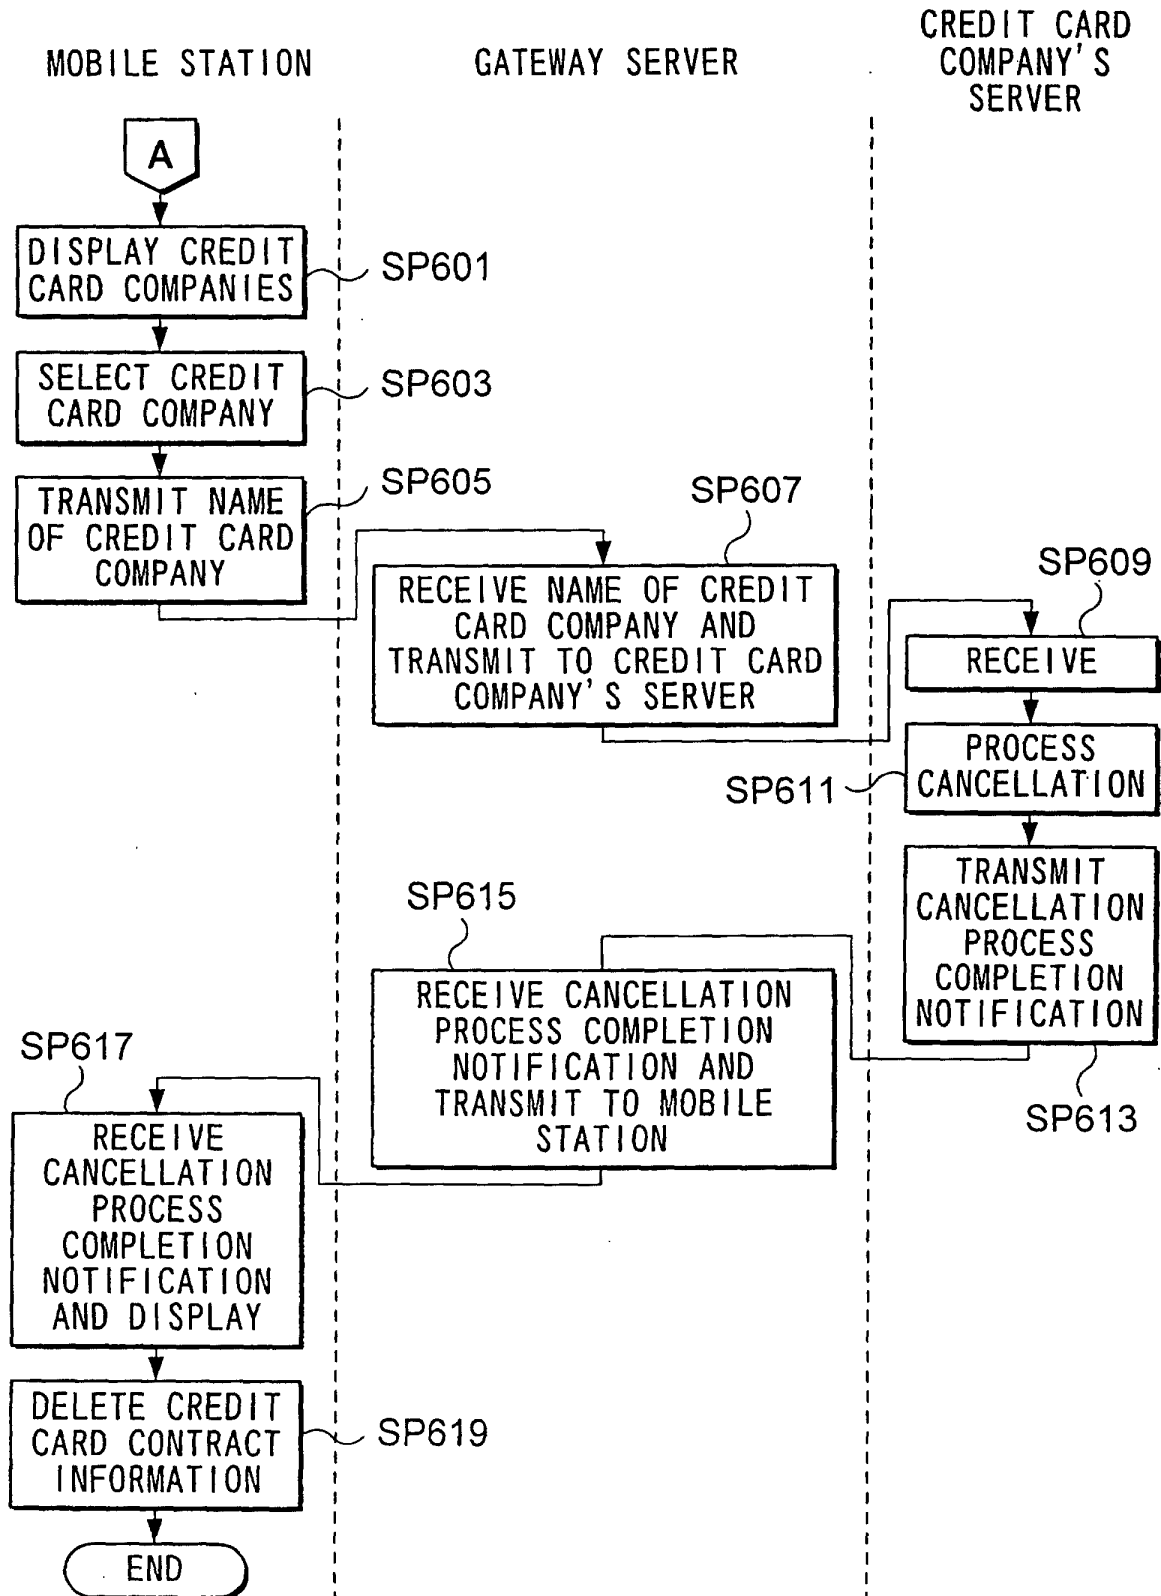 MOBILE STATION
GATEWAY SERVER
CREDIT CARD
COMPANY'S
SERVER
A
DISPLAY CREDIT
CARD COMPANIES
SP601
SELECT CREDIT
CARD COMPANY
SP603
TRANSMIT NAME
OF CREDIT CARD
COMPANY
SP605
SP607
RECEIVE NAME OF CREDIT
CARD COMPANY AND
TRANSMIT TO CREDIT CARD
COMPANY'S SERVER
SP609
RECEIVE
PROCESS
CANCELLATION
SP611
TRANSMIT
CANCELLATION
PROCESS
COMPLETION
NOTIFICATION
SP613
SP615
RECEIVE CANCELLATION
PROCESS COMPLETION
NOTIFICATION AND
TRANSMIT TO MOBILE
STATION
SP617
RECEIVE
CANCELLATION
PROCESS
COMPLETION
NOTIFICATION
AND DISPLAY
DELETE CREDIT
CARD CONTRACT
INFORMATION
SP619
END